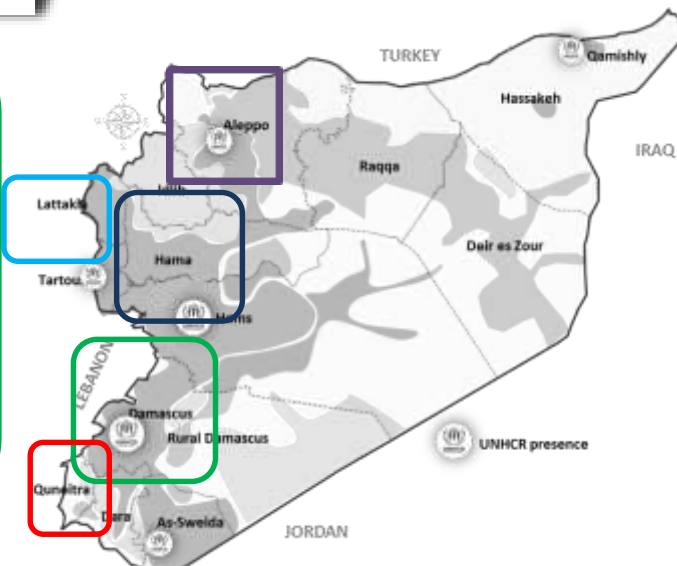 TURKEY
Qamishly
Hassakeh
Aleppo
IRAQ
Raqqa
Lattakia
Deir es Zour
Hama
Tartous
Homs
LEBANON
Damascus
Rural Damascus
UNHCR presence
Quneitra
Dara
As-Sweida
JORDAN